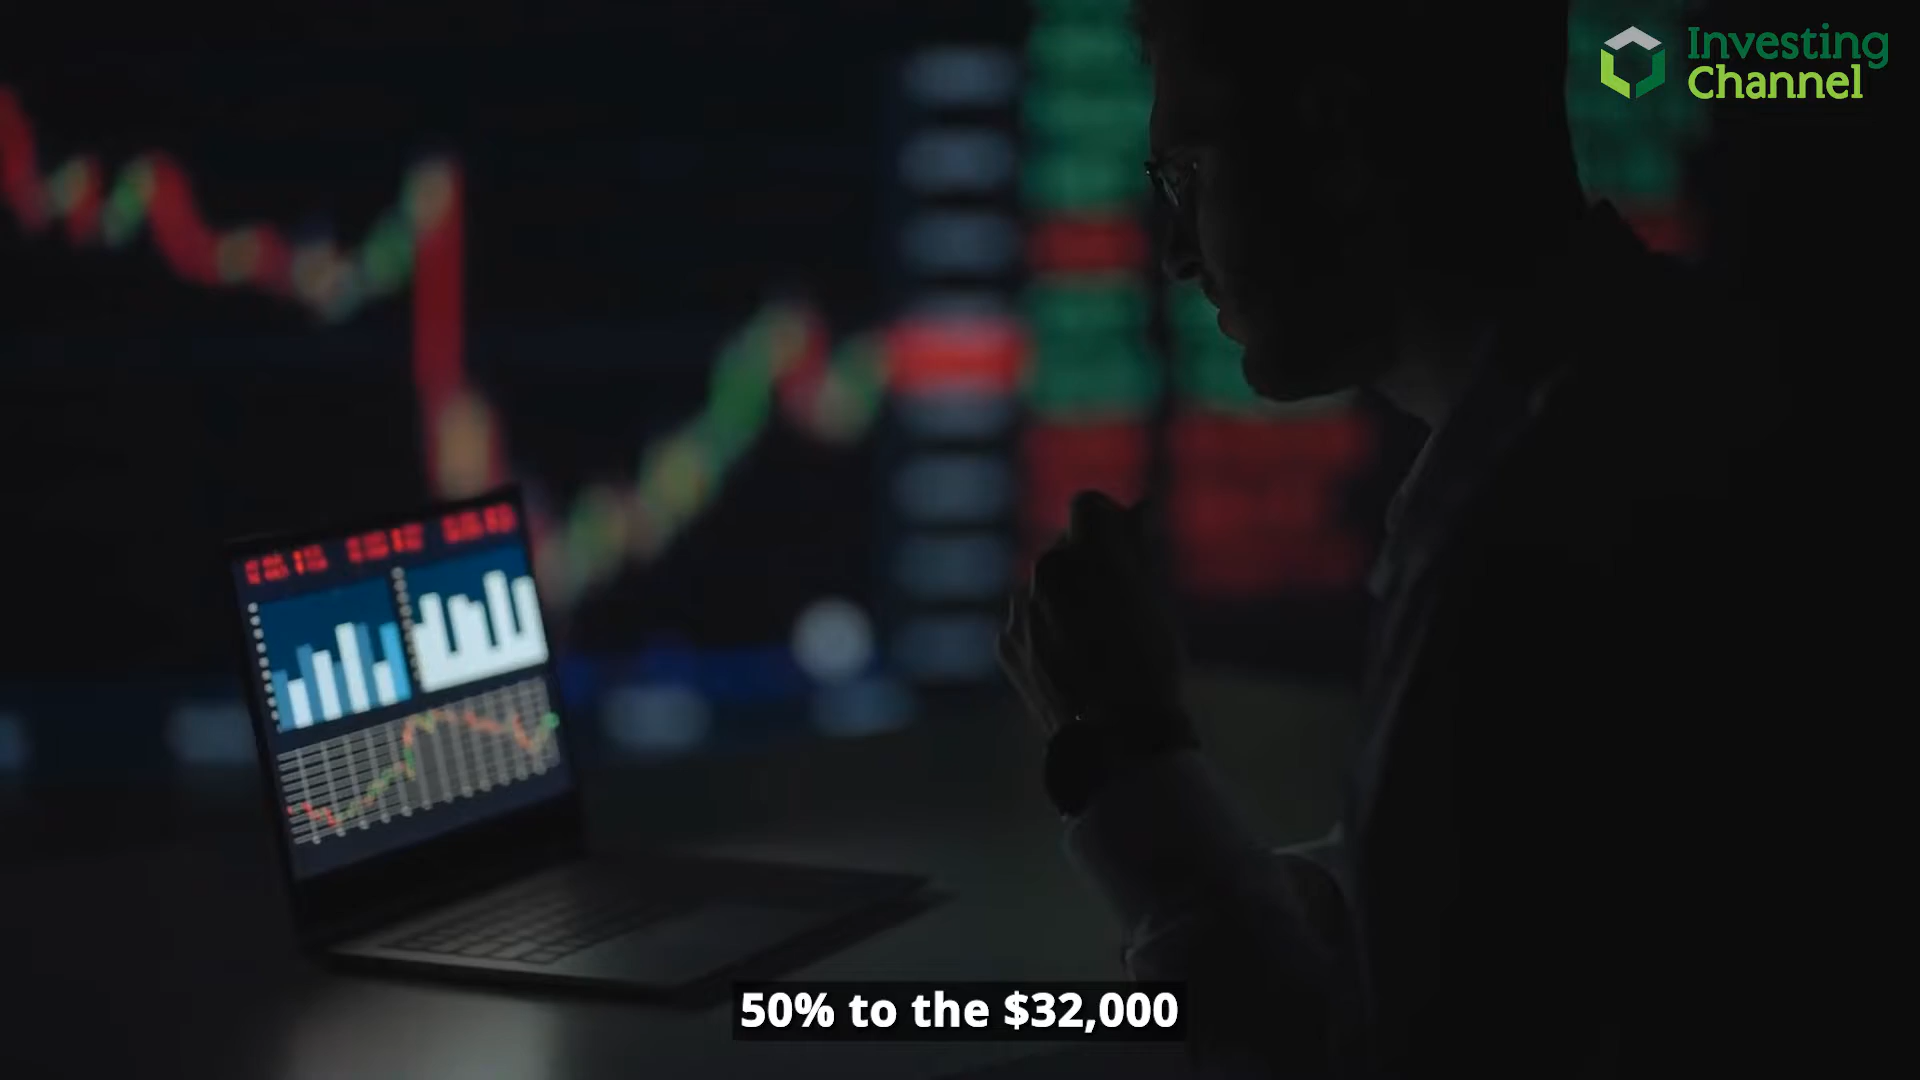 Investing
Channel
50% to the $32,000